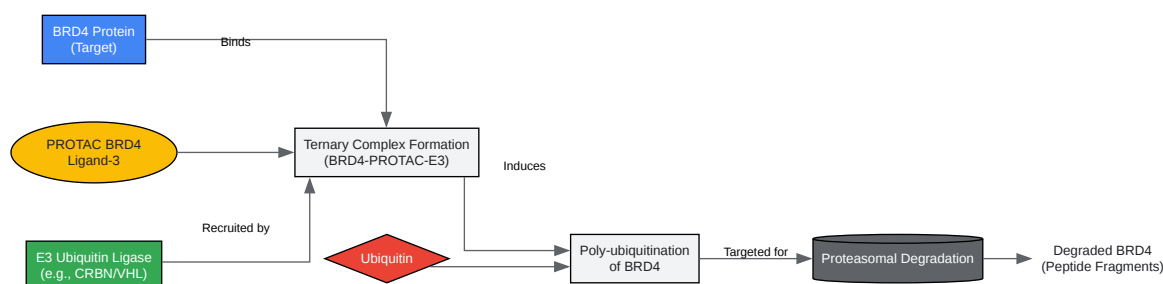 BRD4 Protein
(Target)
Binds
PROTAC BRD4
Ligand-3
Ternary Complex Formation
(BRD4-PROTAC-E3)
Induces
Recruited by
E3 Ubiquitin Ligase
(e.g., CRBN/VHL)
Ubiquitin
Poly-ubiquitination
of BRD4
Targeted for
Proteasomal Degradation
Degraded BRD4
(Peptide Fragments)